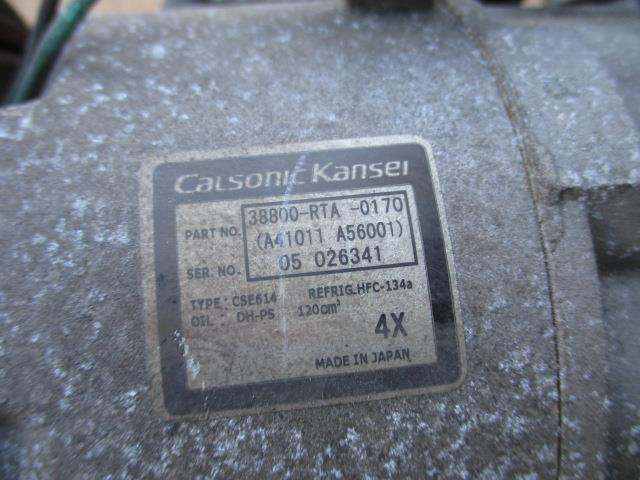 CALSONIC KANSEI
PART NO. 38800-RTA -0170
(A41011 A56001)
SER. NO. 05 026341
TYPE : CSE614 REFRIG. HFC-134a
OIL : DH-PS 120cm³
4X
MADE IN JAPAN